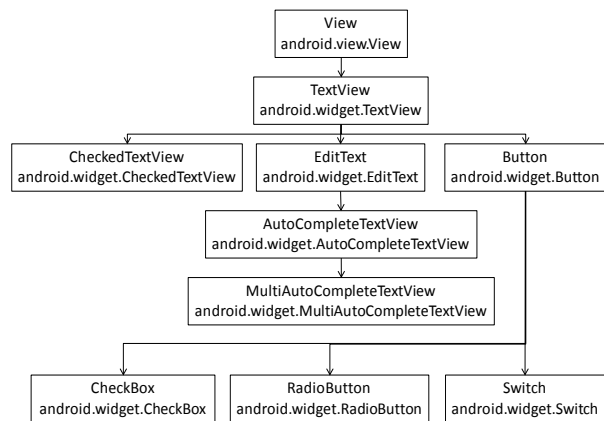 View
android.view.View
TextView
android.widget.TextView
CheckedTextView
android.widget.CheckedTextView
EditText
android.widget.EditText
Button
android.widget.Button
AutoCompleteTextView
android.widget.AutoCompleteTextView
MultiAutoCompleteTextView
android.widget.MultiAutoCompleteTextView
CheckBox
android.widget.CheckBox
RadioButton
android.widget.RadioButton
Switch
android.widget.Switch